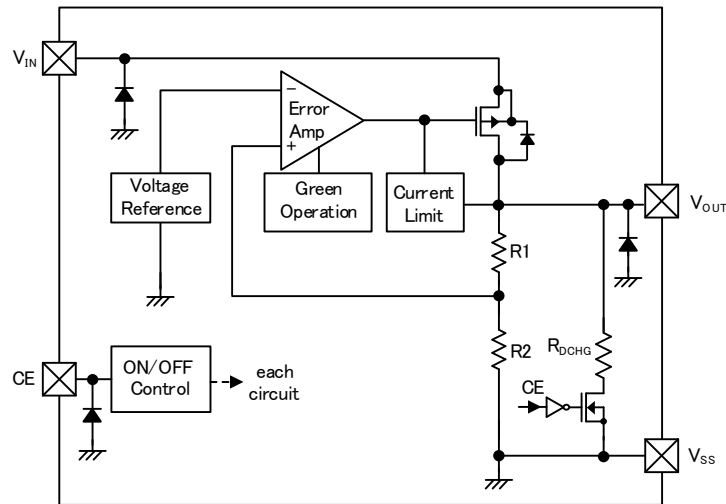 VIN
−
Error
Amp
+
Voltage
Reference
Green
Operation
Current
Limit
VOUT
R1
R2
RDCHG
CE
ON/OFF
Control
each
circuit
CE
VSS